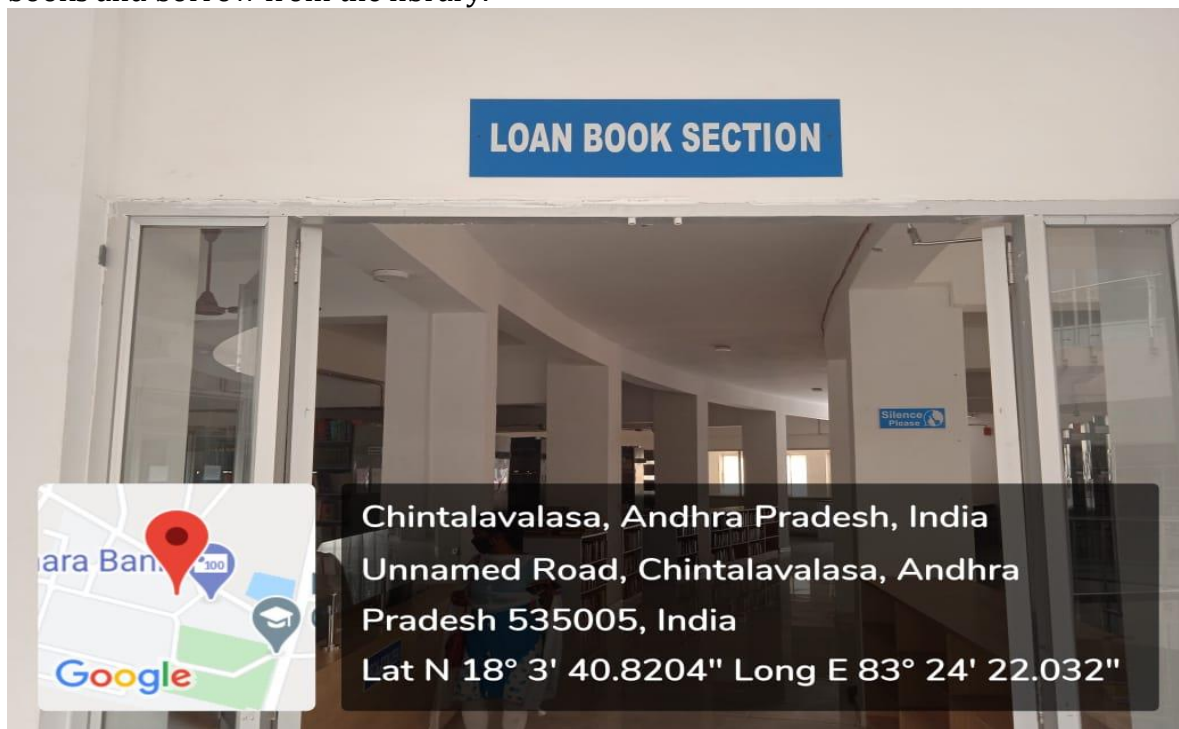 books and borrow from the library.
LOAN BOOK SECTION
Silence
Please
ara Ban
100
Google
Chintalavalasa, Andhra Pradesh, India
Unnamed Road, Chintalavalasa, Andhra
Pradesh 535005, India
Lat N 18° 3' 40.8204" Long E 83° 24' 22.032"